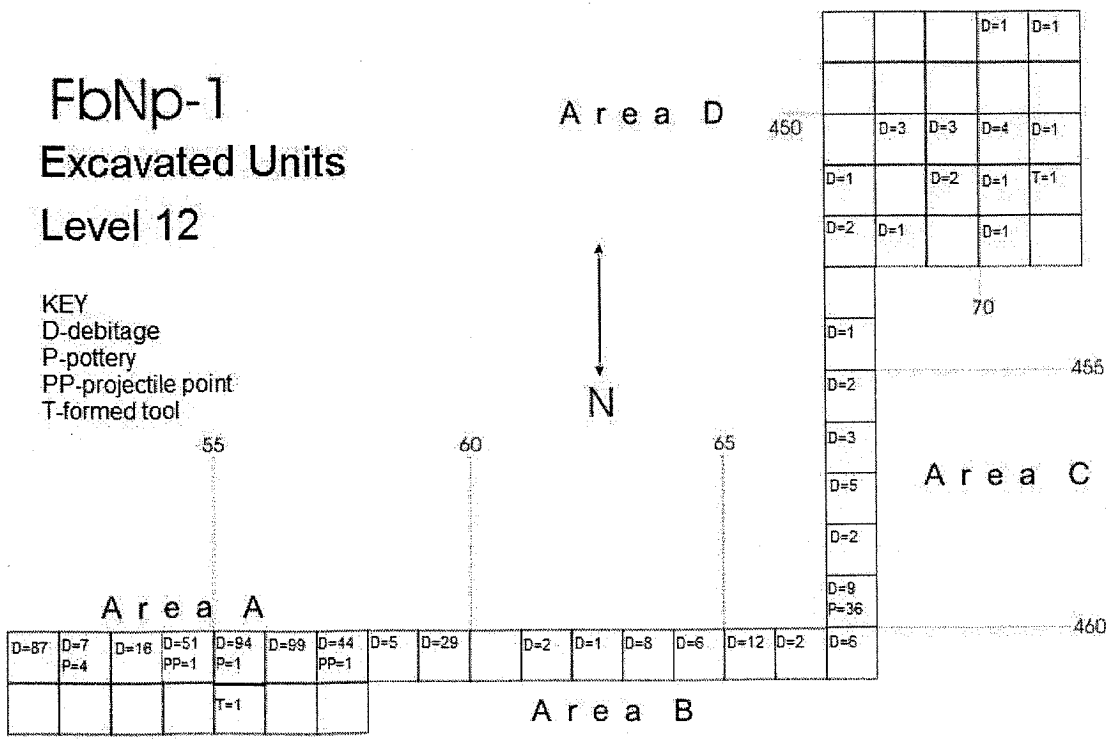 FbNp-1
Excavated Units
Level 12
KEY
D-debitage
P-pottery
PP-projectile point
T-formed tool
Area D
450
D=1 D=1
D=3 D=3 D=4 D=1
D=1 D=2 D=1 T=1
D=2 D=1 D=1
70
D=1
455
D=2
N
55 60 65
D=3
Area C
D=5
D=2
D=9
P=36
Area A
460
D=87 D=7 D=16 D=51 D=94 D=99 D=44 D=5 D=29 D=2 D=1 D=8 D=6 D=12 D=2 D=6
P=4 PP=1 P=1 PP=1
T=1
Area B